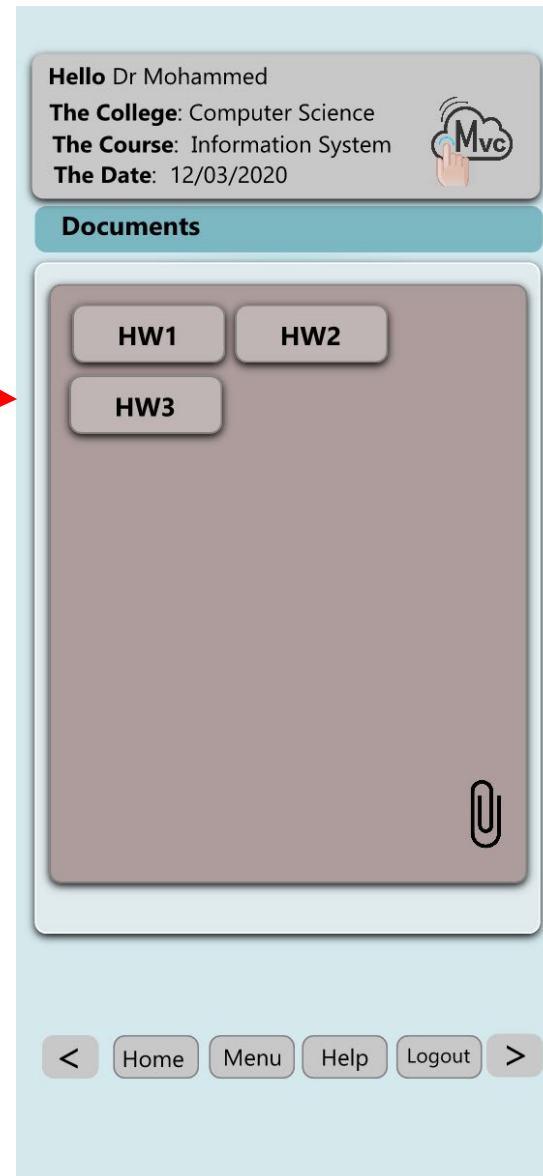 Hello Dr Mohammed
The College: Computer Science
The Course: Information System
The Date: 12/03/2020
Mvc
Documents
HW1 HW2
HW3
< Home Menu Help Logout >